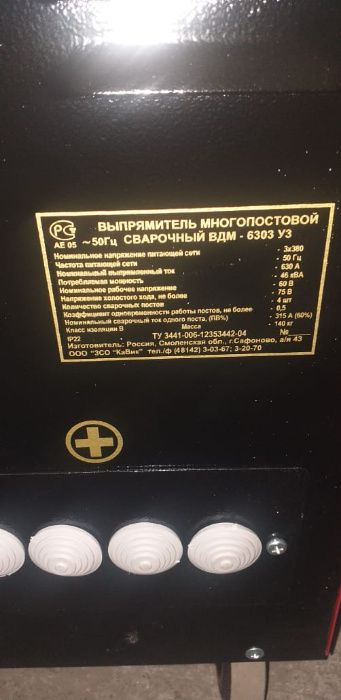 ВЫПРЯМИТЕЛЬ МНОГОПОСТОВОЙ
АЕ 05 ~50Гц СВАРОЧНЫЙ ВДМ - 6303 У3
Номинальное напряжение питающей сети - 3х380
Частота питающей сети - 50 Гц
Номинальный выпрямленный ток - 630 А
Потребляемая мощность - 46 кВА
Номинальное рабочее напряжение - 60 В
Напряжение холостого хода, не более - 75 В
Количество сварочных постов - 4 шт
Коэффициент одновременности работы постов, не более - 0,5
Номинальный сварочный ток одного поста, (ПВ%) - 315 А (60%)
Класс изоляции В Масса - 140 кг
IP22 ТУ 3441-006-12353442-04 №
Изготовитель: Россия, Смоленская обл., г.Сафоново, а/я 43
ООО "ЗСО "КаВик" тел./ф (48142) 3-03-67; 3-20-70